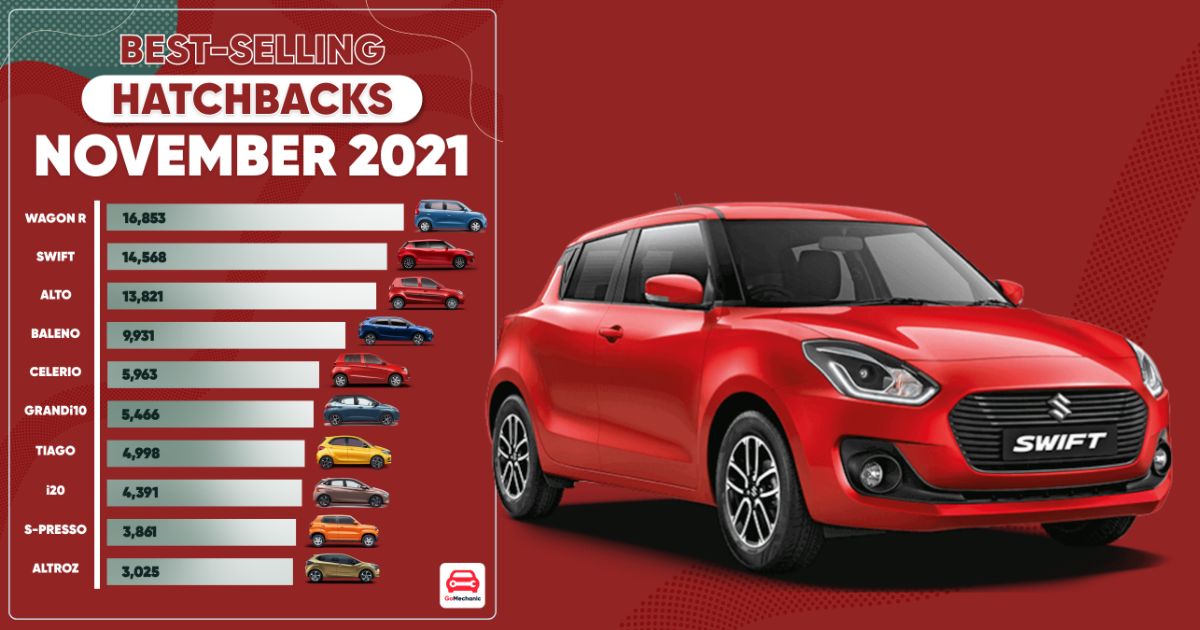 BEST-SELLING
HATCHBACKS
NOVEMBER 2021
WAGON R 16,853
SWIFT 14,568
ALTO 13,821
BALENO 9,931
CELERIO 5,963
GRANDi10 5,466
TIAGO 4,998
i20 4,391
S-PRESSO 3,861
ALTROZ 3,025
GoMechanic
SWIFT